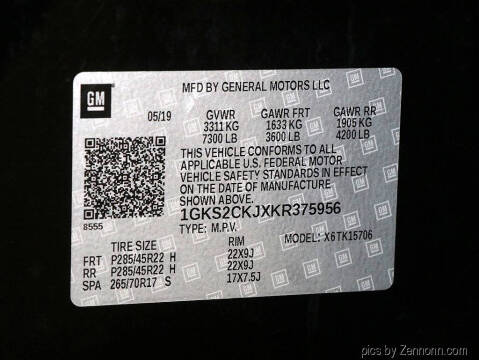 MFD BY GENERAL MOTORS LLC
GM
05/19 GVWR GAWR FRT GAWR RR
3311 KG 1633 KG 1905 KG
7300 LB 3600 LB 4200 LB
THIS VEHICLE CONFORMS TO ALL
APPLICABLE U.S. FEDERAL MOTOR
VEHICLE SAFETY STANDARDS IN EFFECT
ON THE DATE OF MANUFACTURE
SHOWN ABOVE.
1GKS2CKJXKR375956
8555
TYPE: M.P.V. MODEL: X6TK15706
TIRE SIZE RIM
FRT P285/45R22 H 22X9J
RR P285/45R22 H 22X9J
SPA 265/70R17 S 17X7.5J
pics by Zennonn.com